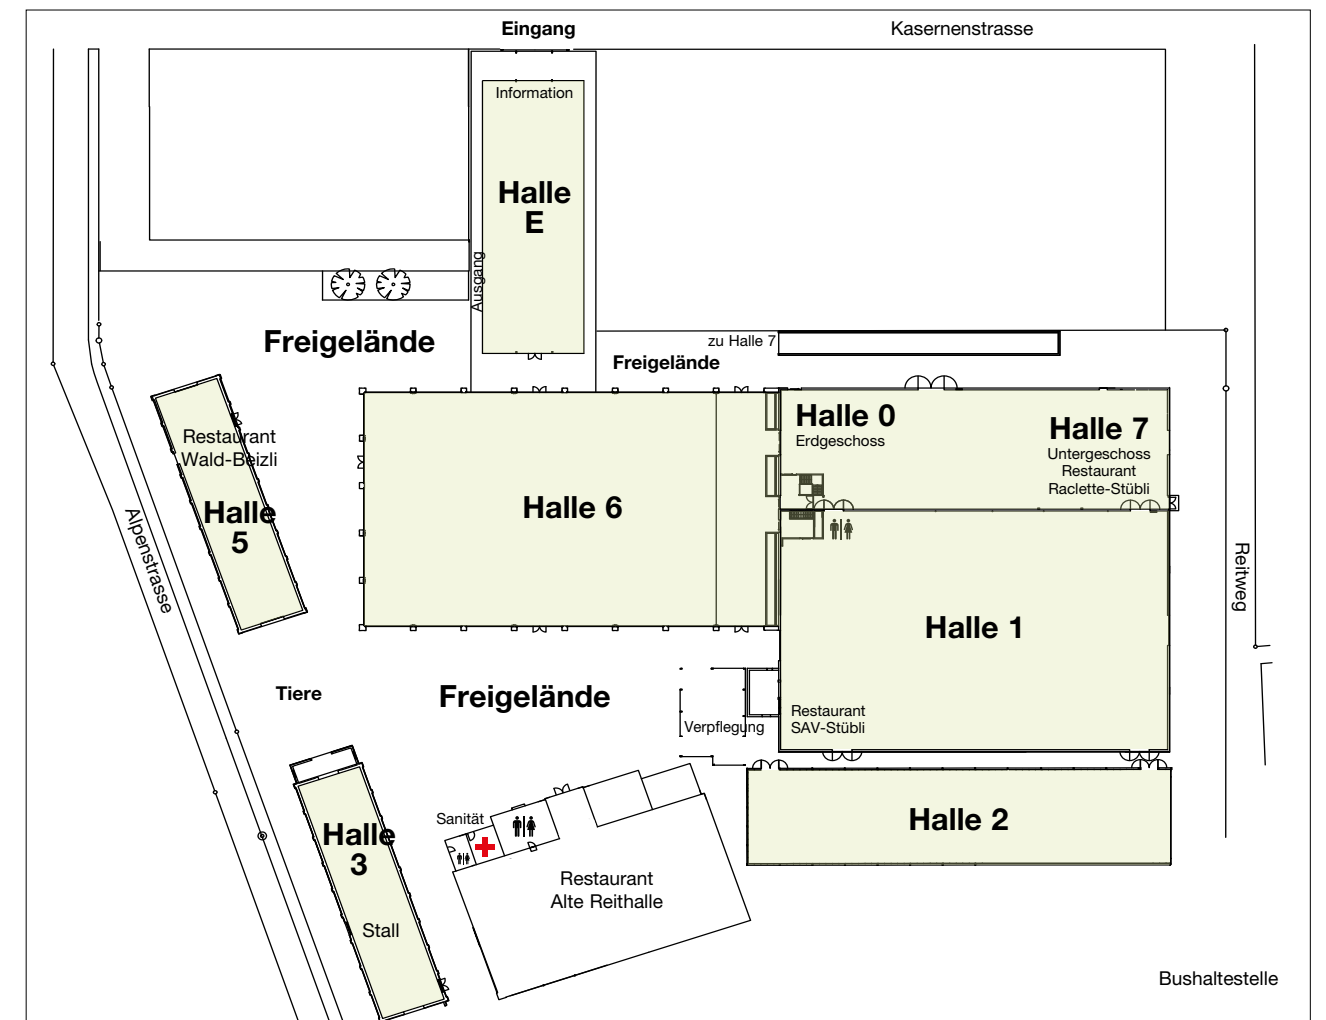 Eingang
Kasernenstrasse
Information
Halle
E
Ausgang
Freigelände
zu Halle 7
Freigelände
Restaurant
Wald-Beizli
Halle
5
Alpenstrasse
Halle 6
Halle 0
Erdgeschoss
Halle 7
Untergeschoss
Restaurant
Raclette-Stübli
Reitweg
Halle 1
Tiere
Freigelände
Verpflegung
Restaurant
SAV-Stübli
Halle
3
Stall
Sanität
Restaurant
Alte Reithalle
Halle 2
Bushaltestelle